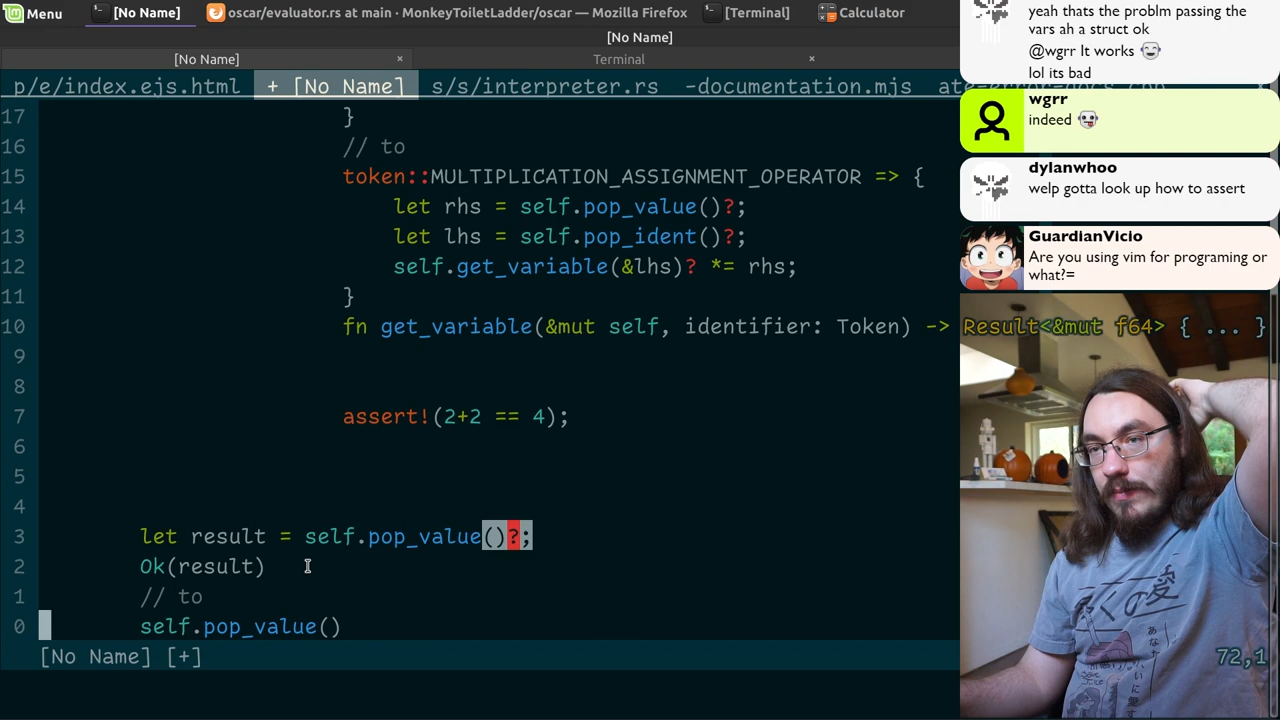 Menu
[No Name]
oscar/evaluator.rs at main · MonkeyToiletLadder/oscar — Mozilla Firefox
[Terminal]
Calculator
[No Name]
[No Name] ×
Terminal ×
p/e/index.ejs.html + [No Name] s/s/interpreter.rs -documentation.mjs
17 }
16 // to
15 token::MULTIPLICATION_ASSIGNMENT_OPERATOR => {
14 let rhs = self.pop_value()?;
13 let lhs = self.pop_ident()?;
12 self.get_variable(&lhs)? *= rhs;
11 }
10 fn get_variable(&mut self, identifier: Token) -> Result<&mut f64> { ... }
9
8
7 assert!(2+2 == 4);
6
5
4
3 let result = self.pop_value()?;
2 Ok(result)
1 // to
0 self.pop_value()
[No Name] [+]
72,1
yeah thats the problm passing the
vars ah a struct ok
@wgrr It works
lol its bad
wgrr
indeed
dylanwhoo
welp gotta look up how to assert
GuardianVicio
Are you using vim for programing or
what?=